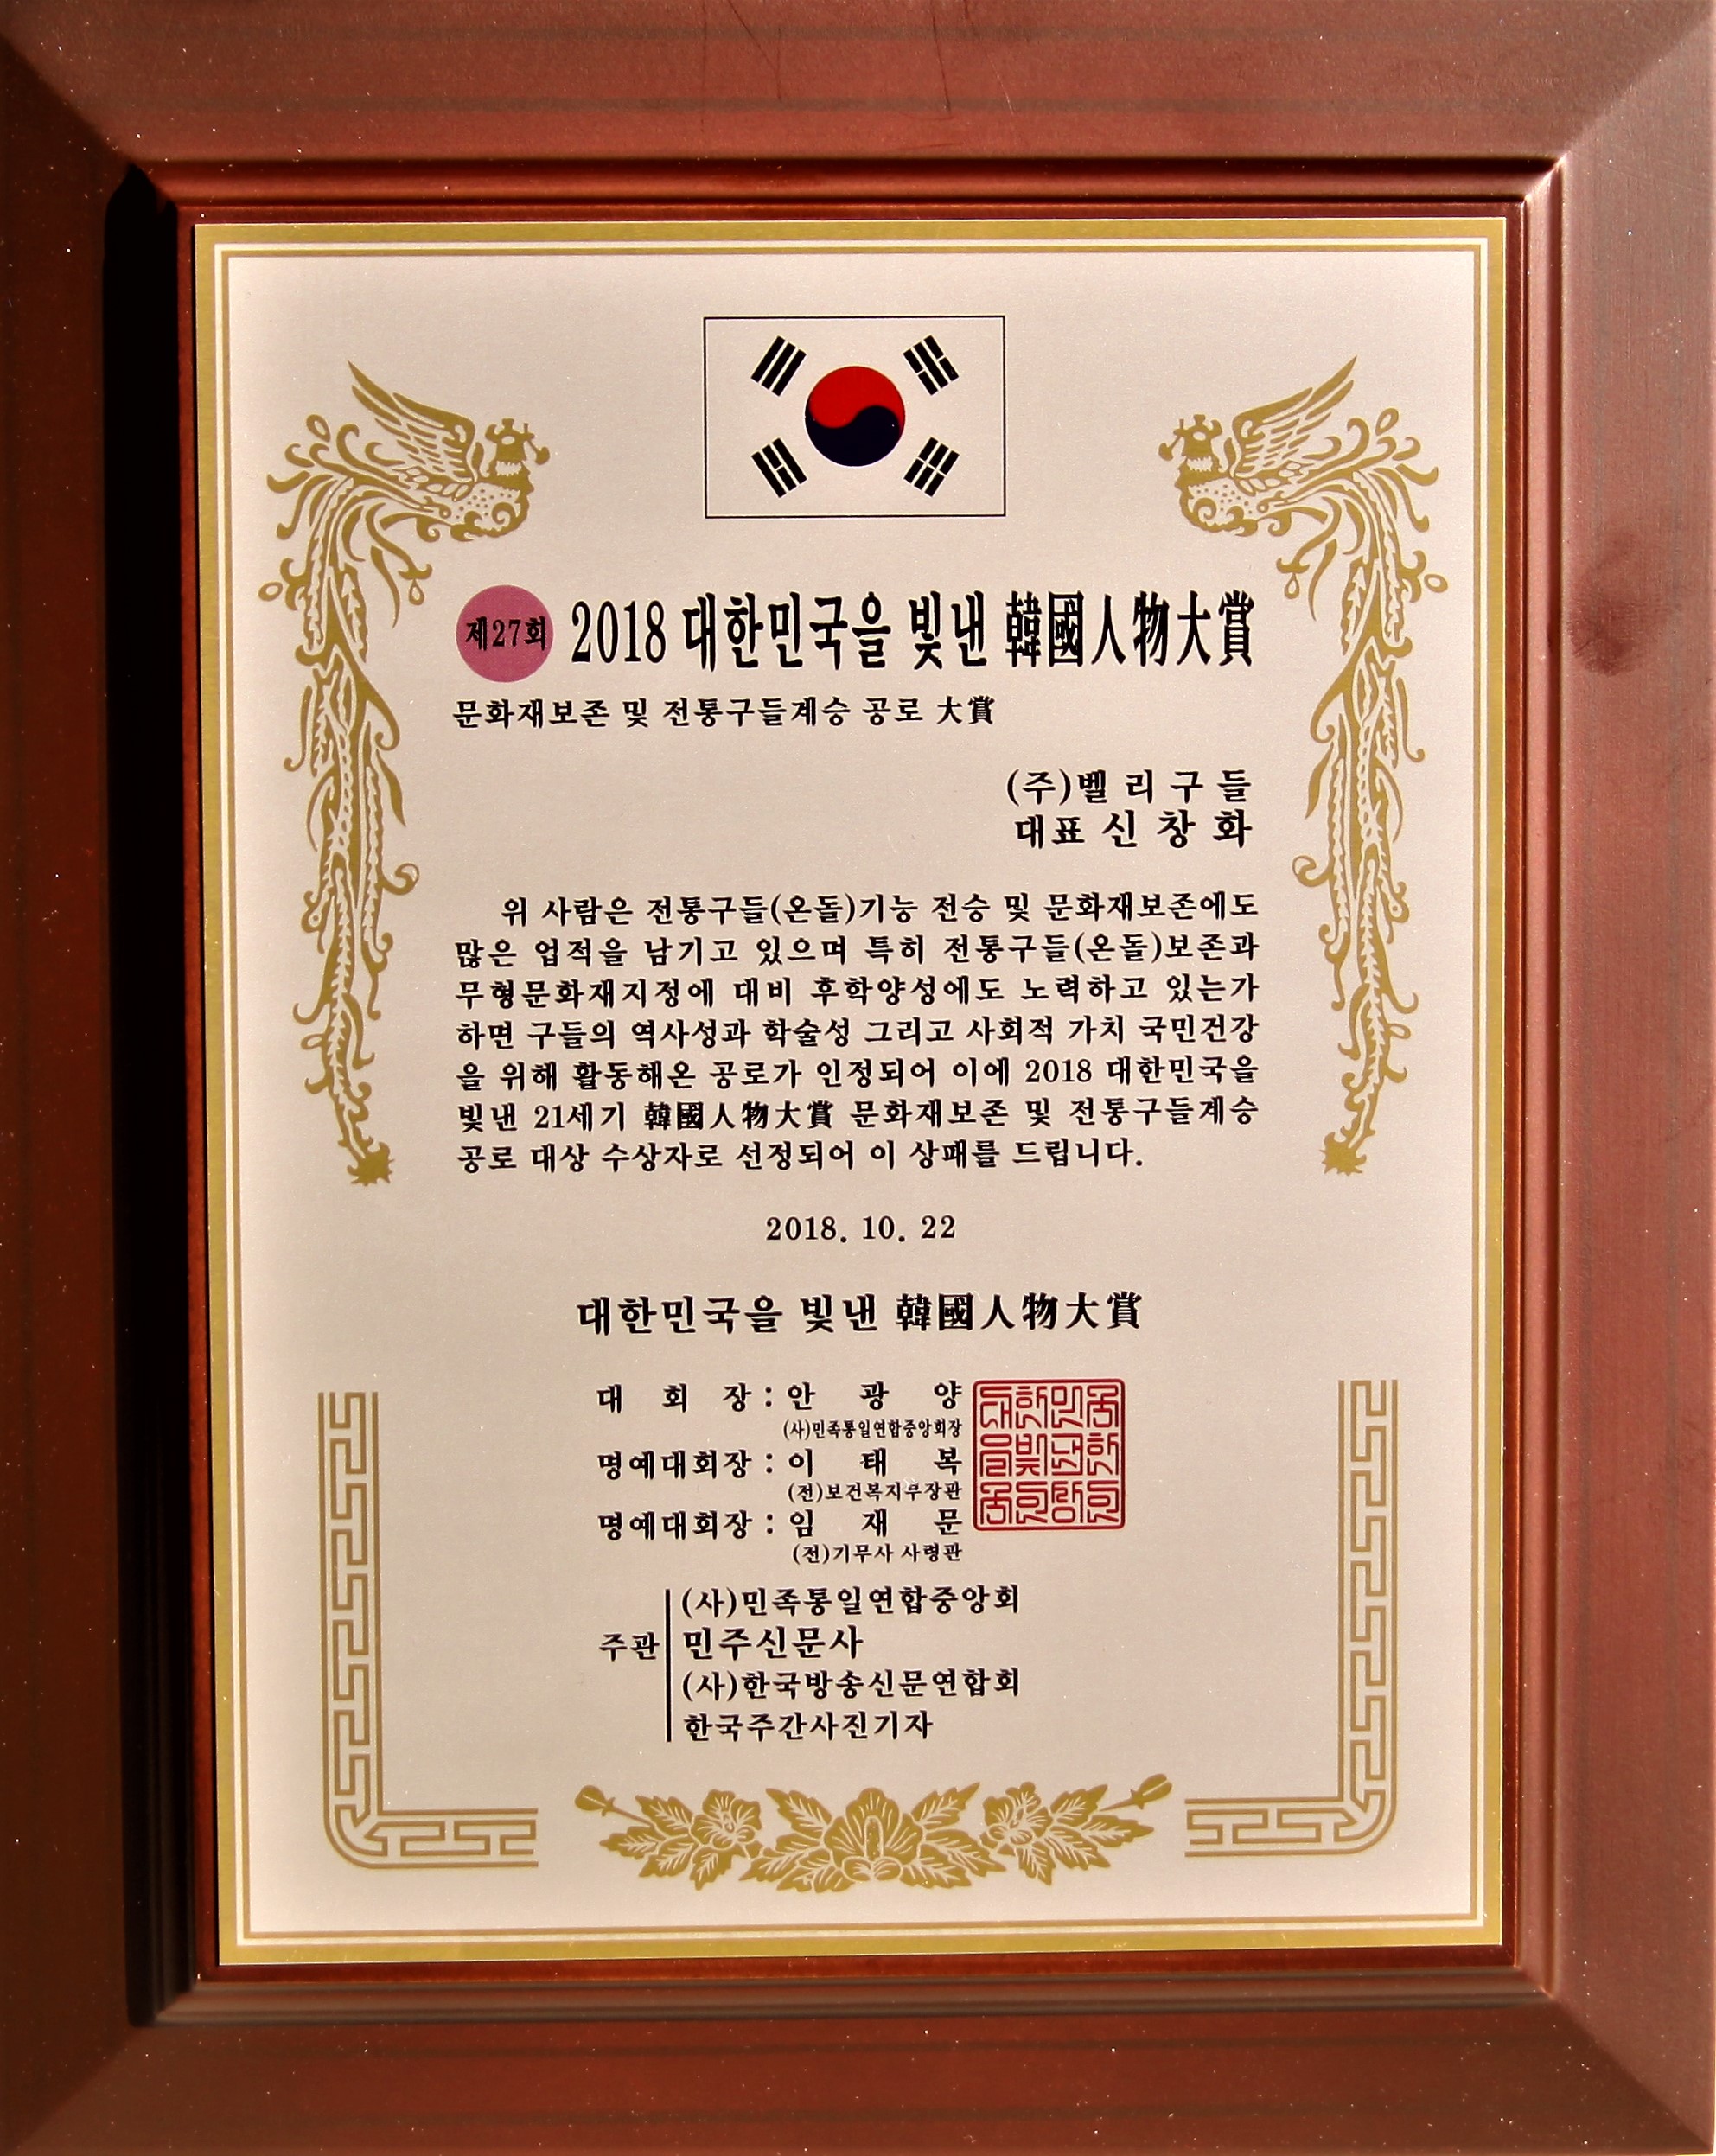 제27회 2018 대한민국을 빛낸 韓國人物大賞
문화재보존 및 전통구들계승 공로 大賞
(주)벨리구들
대표 신창화
위 사람은 전통구들(온돌)기능 전승 및 문화재보존에도
많은 업적을 남기고 있으며 특히 전통구들(온돌)보존과
무형문화재지정에 대비 후학양성에도 노력하고 있는가
하면 구들의 역사성과 학술성 그리고 사회적 가치 국민건강
을 위해 활동해온 공로가 인정되어 이에 2018 대한민국을
빛낸 21세기 韓國人物大賞 문화재보존 및 전통구들계승
공로 대상 수상자로 선정되어 이 상패를 드립니다.
2018. 10. 22
대한민국을 빛낸 韓國人物大賞
대 회 장 : 안 광 양
(사)민족통일연합중앙회장
명예대회장 : 이 태 복
(전)보건복지부장관
명예대회장 : 임 재 문
(전)기무사 사령관
주관
(사)민족통일연합중앙회
민주신문사
(사)한국방송신문연합회
한국주간사진기자